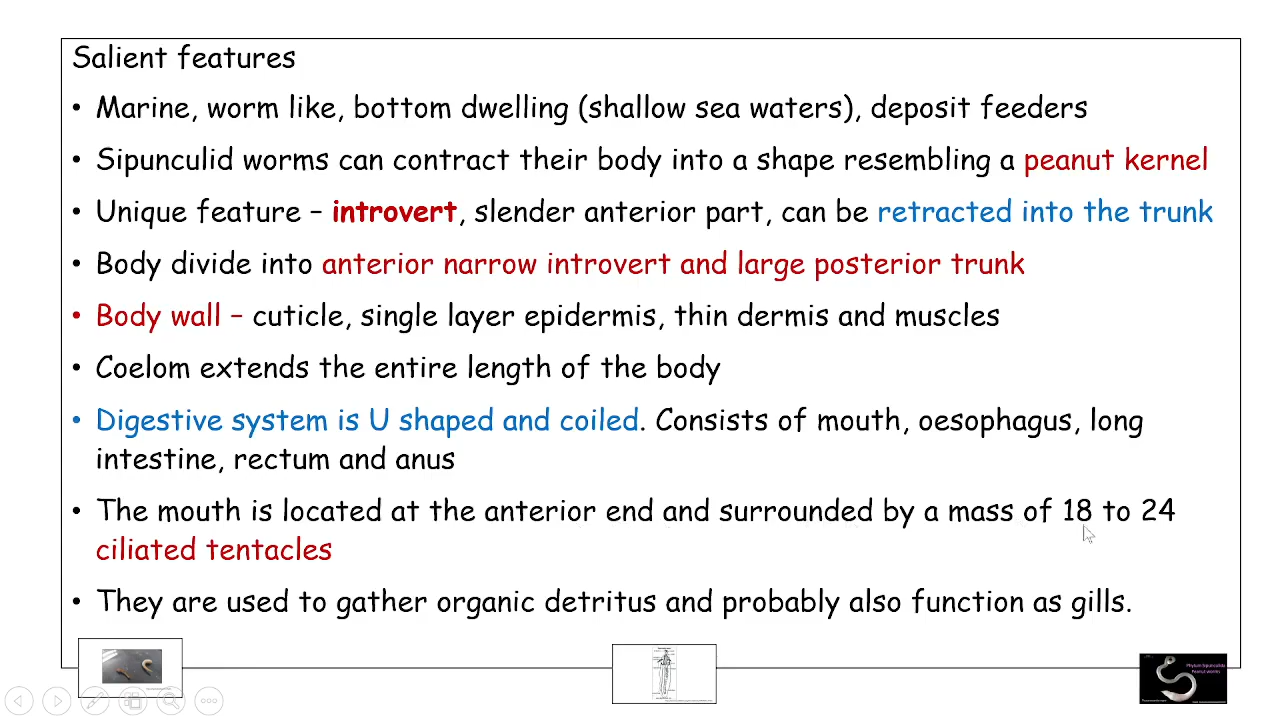 Salient features
• Marine, worm like, bottom dwelling (shallow sea waters), deposit feeders
• Sipunculid worms can contract their body into a shape resembling a peanut kernel
• Unique feature – introvert, slender anterior part, can be retracted into the trunk
• Body divide into anterior narrow introvert and large posterior trunk
• Body wall – cuticle, single layer epidermis, thin dermis and muscles
• Coelom extends the entire length of the body
• Digestive system is U shaped and coiled. Consists of mouth, oesophagus, long
intestine, rectum and anus
• The mouth is located at the anterior end and surrounded by a mass of 18 to 24
ciliated tentacles
• They are used to gather organic detritus and probably also function as gills.
Phylum Sipunculida
Peanut worms